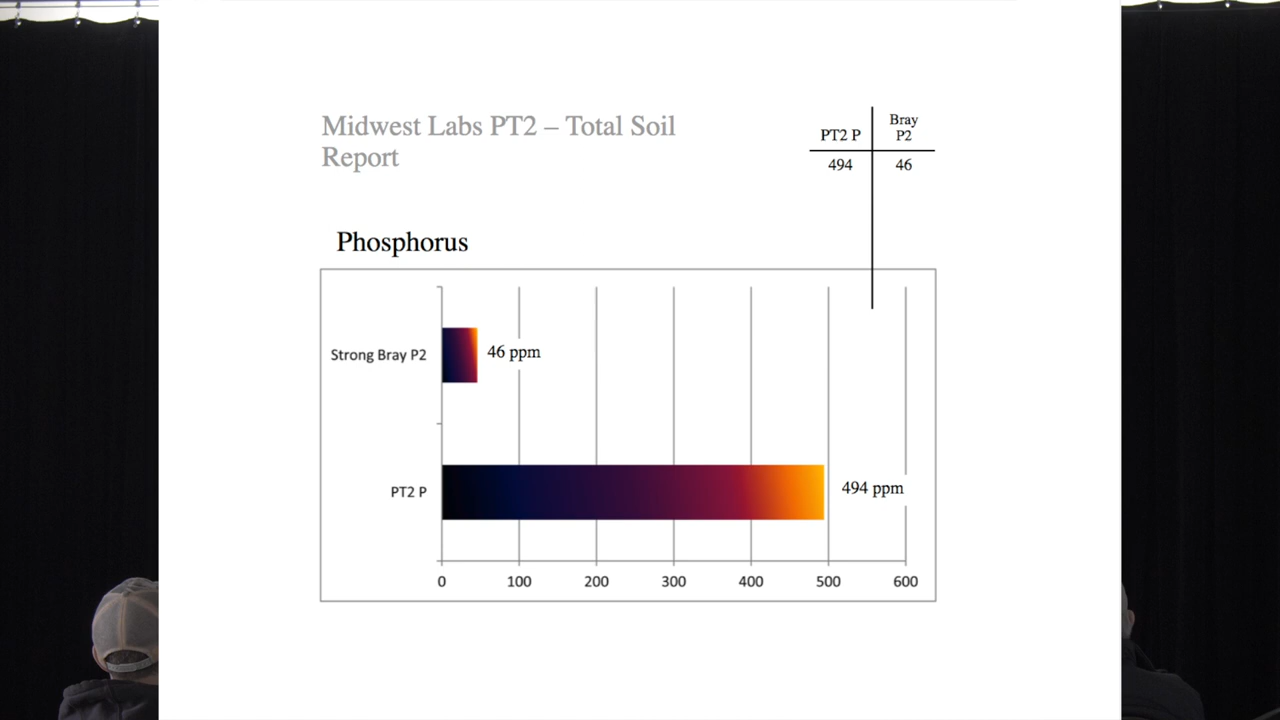 Midwest Labs PT2 – Total Soil
Report
PT2 P
Bray
P2
494
46
Phosphorus
Strong Bray P2
46 ppm
PT2 P
494 ppm
0 100 200 300 400 500 600